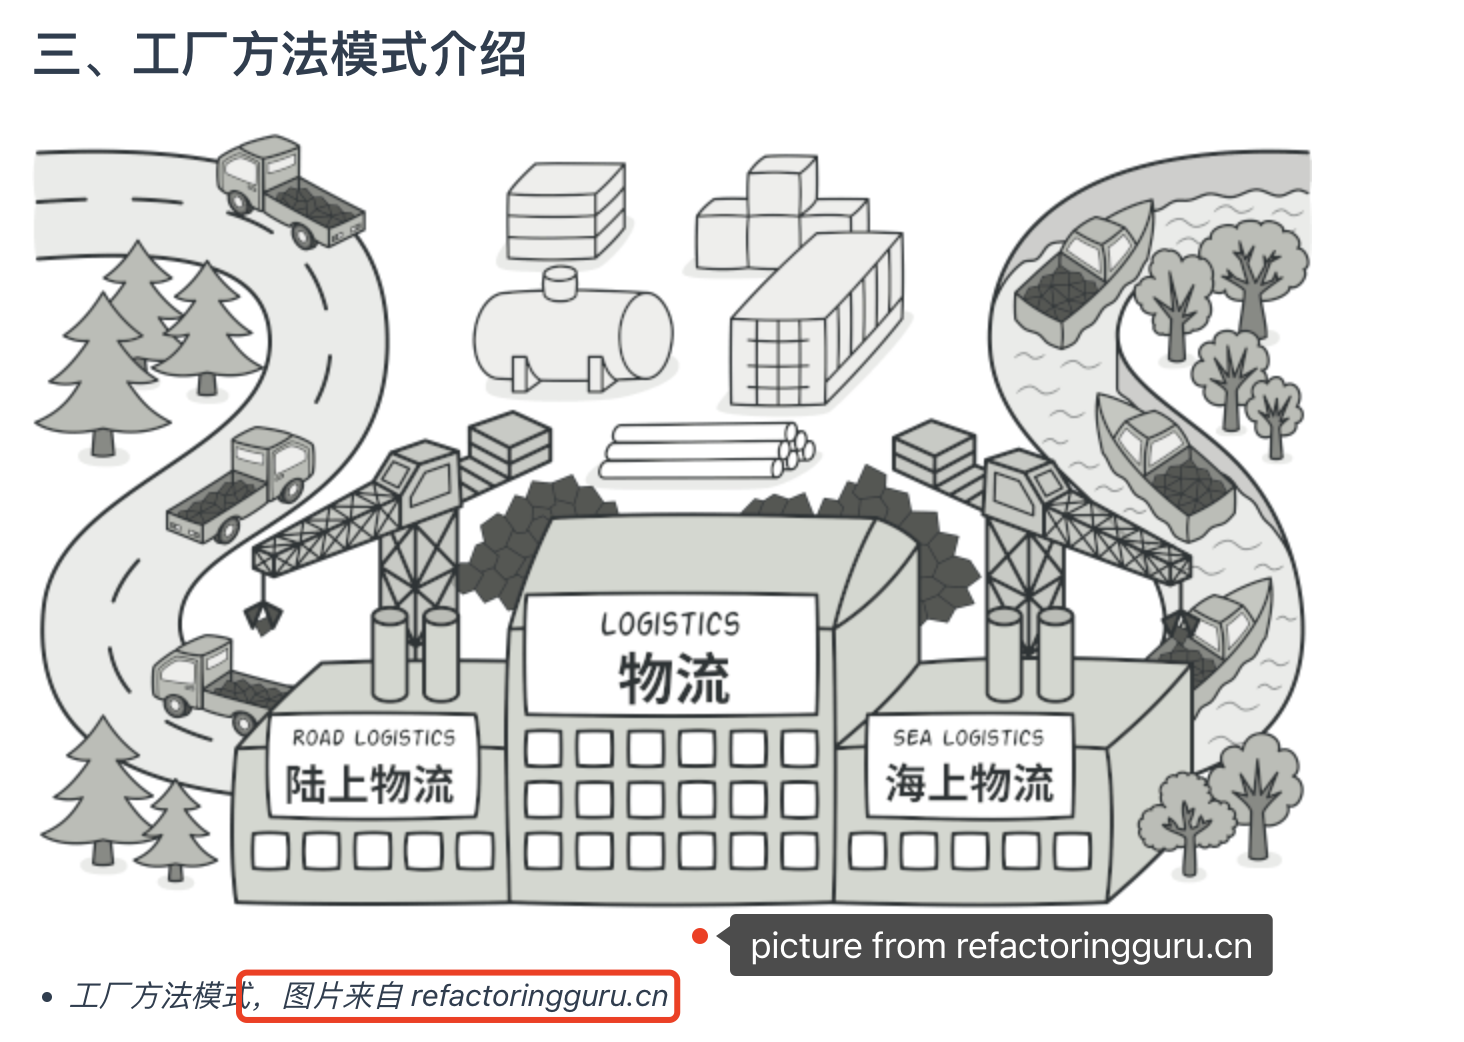 三、工厂方法模式介绍
LOGISTICS
物流
ROAD LOGISTICS
陆上物流
SEA LOGISTICS
海上物流
picture from refactoringguru.cn
• 工厂方法模式，图片来自 refactoringguru.cn